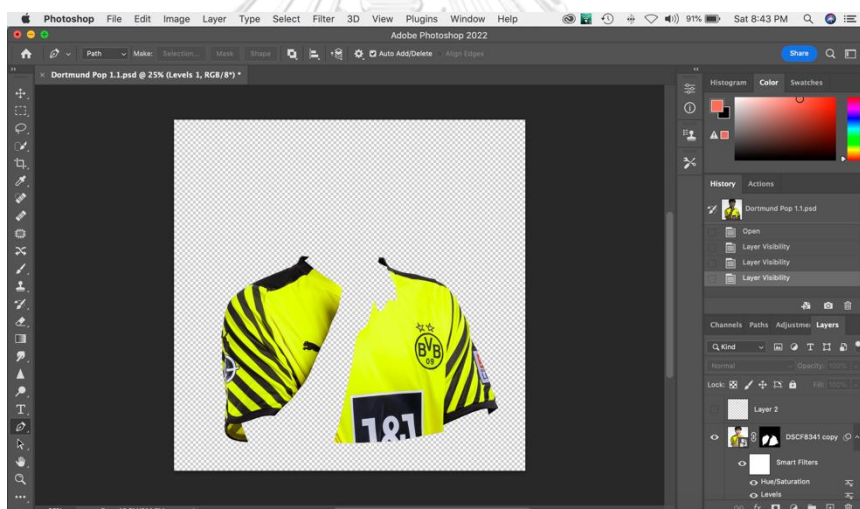 Photoshop File Edit Image Layer Type Select Filter 3D View Plugins Window Help 91% Sat 8:43 PM
Adobe Photoshop 2022
Path Make: Selection... Mask Shape Auto Add/Delete Align Edges Share
× Dortmund Pop 1.1.psd @ 25% (Levels 1, RGB/8*) *
Histogram Color Swatches
History Actions
Dortmund Pop 1.1.psd
Open
Layer Visibility
Layer Visibility
Layer Visibility
BVB
09
1&1
Channels Paths Adjustme Layers
Kind
Normal Opacity: 100%
Lock: Fill: 100%
Layer 2
DSCF8341 copy
Smart Filters
Hue/Saturation
Levels